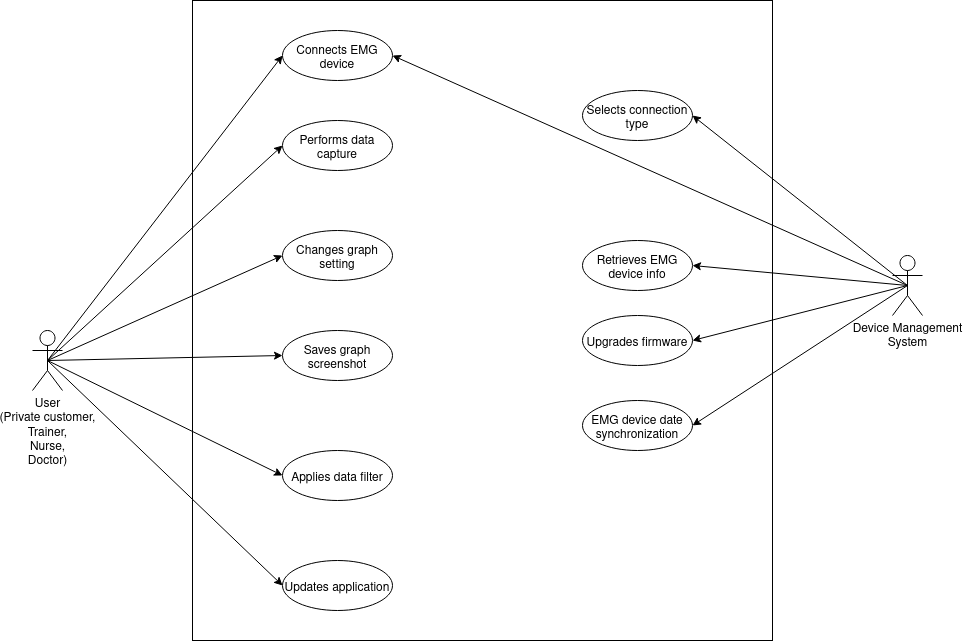 Connects EMG
device
Performs data
capture
Changes graph
setting
Saves graph
screenshot
Applies data filter
Updates application
Selects connection
type
Retrieves EMG
device info
Upgrades firmware
EMG device date
synchronization
User
(Private customer,
Trainer,
Nurse,
Doctor)
Device Management
System